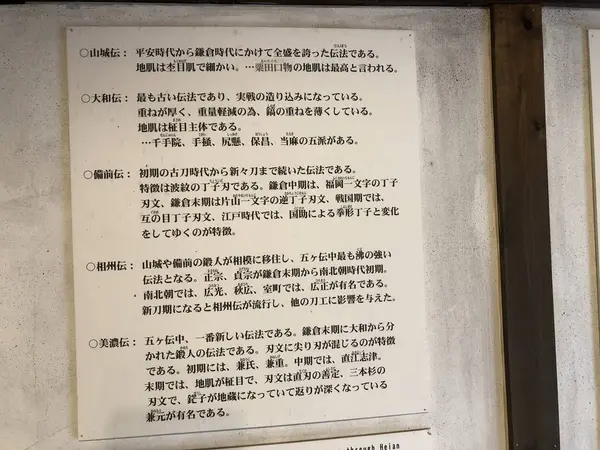 ○山城伝：平安時代から鎌倉時代にかけて全盛を誇った伝法である。
地肌は杢目肌で細かい。…粟田口物の地肌は最高と言われる。
○大和伝：最も古い伝法であり、実戦の造り込みになっている。
重ねが厚く、重量軽減の為、鎬の重ねを薄くしている。
地肌は柾目主体である。
…千手院、手掻、尻懸、保昌、当麻の五派がある。
○備前伝：初期の古刀時代から新々刀まで続いた伝法である。
特徴は波紋の丁子刃である。鎌倉中期は、福岡一文字の丁子
刃文、鎌倉末期は片山一文字の逆丁子刃文、戦国期では、
互の目丁子刃文、江戸時代では、国助による拳形丁子と変化
をしてゆくのが特徴。
○相州伝：山城や備前の鍛人が相模に移住し、五ヶ伝中最も沸の強い
伝法となる。正宗、貞宗が鎌倉末期から南北朝時代初期。
南北朝では、広光、秋広、室町では、広正が有名である。
新刀期になると相州伝が流行し、他の刀工に影響を与えた。
○美濃伝：五ヶ伝中、一番新しい伝法である。鎌倉末期に大和から分
かれた鍛人の伝法である。刃文に尖り刃が混じるのが特徴
である。初期には、兼氏、兼重。中期では、直江志津。
末期では、地肌が柾目で、刃文は直刃の善定、三本杉の
刃文で、鋩子が地蔵になっていて返りが深くなっている
兼元が有名である。
through Heian